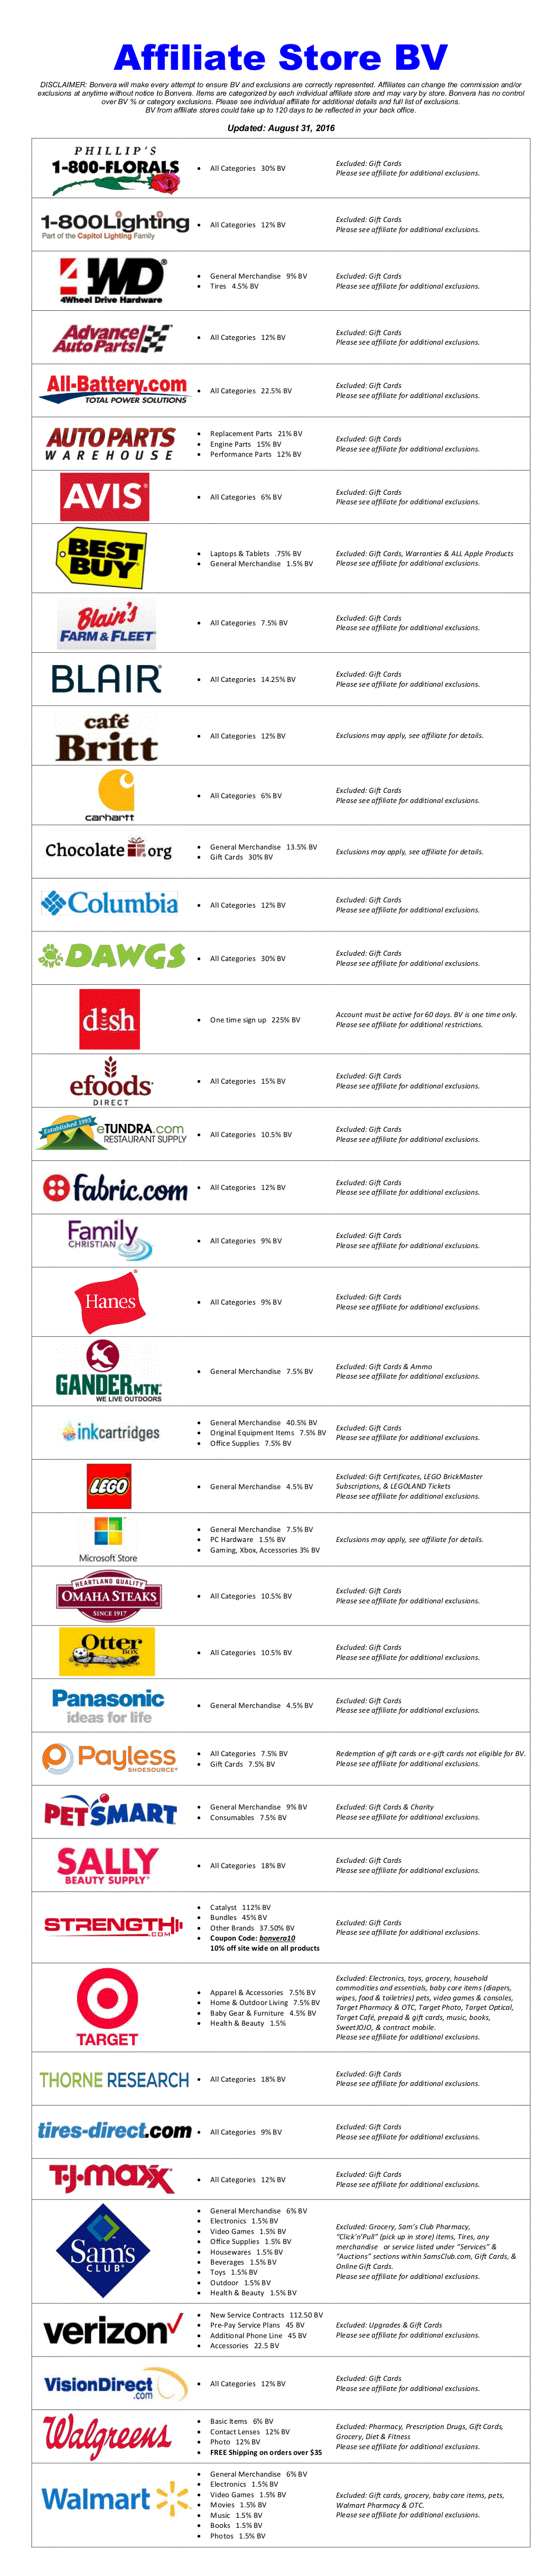 Affiliate Store BV
DISCLAIMER: Bonvera will make every attempt to ensure BV and exclusions are correctly represented. Affiliates can change the commission and/or
exclusions at anytime without notice to Bonvera. Items are categorized by each individual affiliate store and may vary by store. Bonvera has no control
over BV % or category exclusions. Please see individual affiliate for additional details and full list of exclusions.
BV from affiliate stores could take up to 120 days to be reflected in your back office.
Updated: August 31, 2016
PHILLIP'S
1-800-FLORALS
• All Categories 30% BV
Excluded: Gift Cards
Please see affiliate for additional exclusions.
1-800Lighting
Part of the Capitol Lighting Family
• All Categories 12% BV
Excluded: Gift Cards
Please see affiliate for additional exclusions.
4WD®
4Wheel Drive Hardware
• General Merchandise 9% BV
• Tires 4.5% BV
Excluded: Gift Cards
Please see affiliate for additional exclusions.
Advance
Auto Parts
• All Categories 12% BV
Excluded: Gift Cards
Please see affiliate for additional exclusions.
All-Battery.com
TOTAL POWER SOLUTIONS
• All Categories 22.5% BV
Excluded: Gift Cards
Please see affiliate for additional exclusions.
AUTO PARTS
WAREHOUSE
• Replacement Parts 21% BV
• Engine Parts 15% BV
• Performance Parts 12% BV
Excluded: Gift Cards
Please see affiliate for additional exclusions.
AVIS®
• All Categories 6% BV
Excluded: Gift Cards
Please see affiliate for additional exclusions.
BEST
BUY
• Laptops & Tablets .75% BV
• General Merchandise 1.5% BV
Excluded: Gift Cards, Warranties & ALL Apple Products
Please see affiliate for additional exclusions.
Blain's
FARM & FLEET
• All Categories 7.5% BV
Excluded: Gift Cards
Please see affiliate for additional exclusions.
BLAIR
• All Categories 14.25% BV
Excluded: Gift Cards
Please see affiliate for additional exclusions.
café
Britt
• All Categories 12% BV
Exclusions may apply, see affiliate for details.
carhartt
• All Categories 6% BV
Excluded: Gift Cards
Please see affiliate for additional exclusions.
Chocolate.org
• General Merchandise 13.5% BV
• Gift Cards 30% BV
Exclusions may apply, see affiliate for details.
Columbia
• All Categories 12% BV
Excluded: Gift Cards
Please see affiliate for additional exclusions.
DAWGS
• All Categories 30% BV
Excluded: Gift Cards
Please see affiliate for additional exclusions.
dish
• One time sign up 225% BV
Account must be active for 60 days. BV is one time only.
Please see affiliate for additional restrictions.
efoods
DIRECT
• All Categories 15% BV
Excluded: Gift Cards
Please see affiliate for additional exclusions.
eTUNDRA.com
RESTAURANT SUPPLY
• All Categories 10.5% BV
Excluded: Gift Cards
Please see affiliate for additional exclusions.
fabric.com
• All Categories 12% BV
Excluded: Gift Cards
Please see affiliate for additional exclusions.
Family
CHRISTIAN
• All Categories 9% BV
Excluded: Gift Cards
Please see affiliate for additional exclusions.
Hanes
• All Categories 9% BV
Excluded: Gift Cards
Please see affiliate for additional exclusions.
GANDER MTN.
WE LIVE OUTDOORS
• General Merchandise 7.5% BV
Excluded: Gift Cards & Ammo
Please see affiliate for additional exclusions.
inkcartridges
• General Merchandise 40.5% BV
• Original Equipment Items 7.5% BV
• Office Supplies 7.5% BV
Excluded: Gift Cards
Please see affiliate for additional exclusions.
LEGO
• General Merchandise 4.5% BV
Excluded: Gift Certificates, LEGO BrickMaster
Subscriptions, & LEGOLAND Tickets
Please see affiliate for additional exclusions.
Microsoft Store
• General Merchandise 7.5% BV
• PC Hardware 1.5% BV
• Gaming, Xbox, Accessories 3% BV
Exclusions may apply, see affiliate for details.
HEARTLAND QUALITY
OMAHA STEAKS
SINCE 1917
• All Categories 10.5% BV
Excluded: Gift Cards
Please see affiliate for additional exclusions.
Otter
BOX
• All Categories 10.5% BV
Excluded: Gift Cards
Please see affiliate for additional exclusions.
Panasonic
ideas for life
• General Merchandise 4.5% BV
Excluded: Gift Cards
Please see affiliate for additional exclusions.
Payless
SHOESOURCE
• All Categories 7.5% BV
• Gift Cards 7.5% BV
Redemption of gift cards or e-gift cards not eligible for BV.
Please see affiliate for additional exclusions.
PETSMART
• General Merchandise 9% BV
• Consumables 7.5% BV
Excluded: Gift Cards & Charity
Please see affiliate for additional exclusions.
SALLY
BEAUTY SUPPLY
• All Categories 18% BV
Excluded: Gift Cards
Please see affiliate for additional exclusions.
STRENGTH
.COM
• Catalyst 112% BV
• Bundles 45% BV
• Other Brands 37.50% BV
• Coupon Code: bonvera10
10% off site wide on all products
Excluded: Gift Cards
Please see affiliate for additional exclusions.
TARGET
• Apparel & Accessories 7.5% BV
• Home & Outdoor Living 7.5% BV
• Baby Gear & Furniture 4.5% BV
• Health & Beauty 1.5%
Excluded: Electronics, toys, grocery, household
commodities and essentials, baby care items (diapers,
wipes, food & toiletries) pets, video games & consoles,
Target Pharmacy & OTC, Target Photo, Target Optical,
Target Café, prepaid & gift cards, music, books,
SweetJOJO, & contract mobile.
Please see affiliate for additional exclusions.
THORNE RESEARCH
• All Categories 18% BV
Excluded: Gift Cards
Please see affiliate for additional exclusions.
tires-direct.com
• All Categories 9% BV
Excluded: Gift Cards
Please see affiliate for additional exclusions.
T.J.maxx
• All Categories 12% BV
Excluded: Gift Cards
Please see affiliate for additional exclusions.
Sam's
CLUB
• General Merchandise 6% BV
• Electronics 1.5% BV
• Video Games 1.5% BV
• Office Supplies 1.5% BV
• Housewares 1.5% BV
• Beverages 1.5% BV
• Toys 1.5% BV
• Outdoor 1.5% BV
• Health & Beauty 1.5% BV
Excluded: Grocery, Sam's Club Pharmacy,
"Click'n'Pull" (pick up in store) items, Tires, any
merchandise or service listed under "Services" &
"Auctions" sections within SamsClub.com, Gift Cards, &
Online Gift Cards.
Please see affiliate for additional exclusions.
verizon
• New Service Contracts 112.50 BV
• Pre-Pay Service Plans 45 BV
• Additional Phone Line 45 BV
• Accessories 22.5 BV
Excluded: Upgrades & Gift Cards
Please see affiliate for additional exclusions.
VisionDirect
.com
• All Categories 12% BV
Excluded: Gift Cards
Please see affiliate for additional exclusions.
Walgreens
• Basic Items 6% BV
• Contact Lenses 12% BV
• Photo 12% BV
• FREE Shipping on orders over $35
Excluded: Pharmacy, Prescription Drugs, Gift Cards,
Grocery, Diet & Fitness
Please see affiliate for additional exclusions.
Walmart
• General Merchandise 6% BV
• Electronics 1.5% BV
• Video Games 1.5% BV
• Movies 1.5% BV
• Music 1.5% BV
• Books 1.5% BV
• Photos 1.5% BV
Excluded: Gift cards, grocery, baby care items, pets,
Walmart Pharmacy & OTC.
Please see affiliate for additional exclusions.